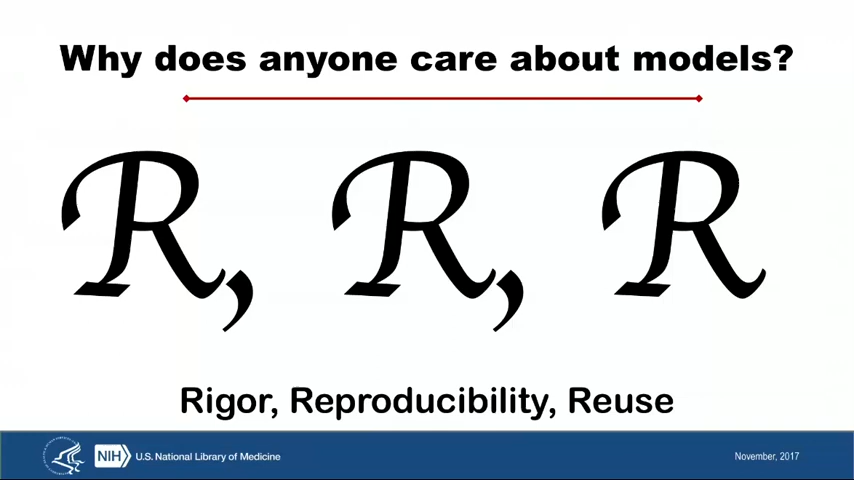 Why does anyone care about models?
R, R, R
Rigor, Reproducibility, Reuse
NIH U.S. National Library of Medicine
November, 2017